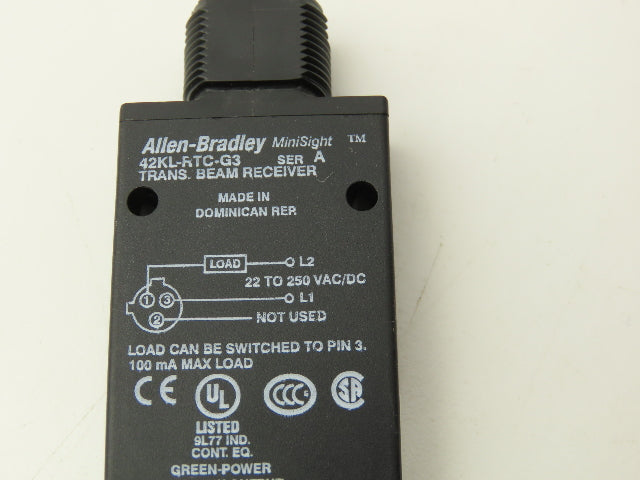 Allen-Bradley MiniSight ™
42KL-RTC-G3 SER A
TRANS. BEAM RECEIVER
MADE IN
DOMINICAN REP.
LOAD L2
22 TO 250 VAC/DC
1 3 L1
2 NOT USED
LOAD CAN BE SWITCHED TO PIN 3.
100 mA MAX LOAD
CE UL CCC SA
LISTED
9L77 IND.
CONT. EQ.
GREEN-POWER